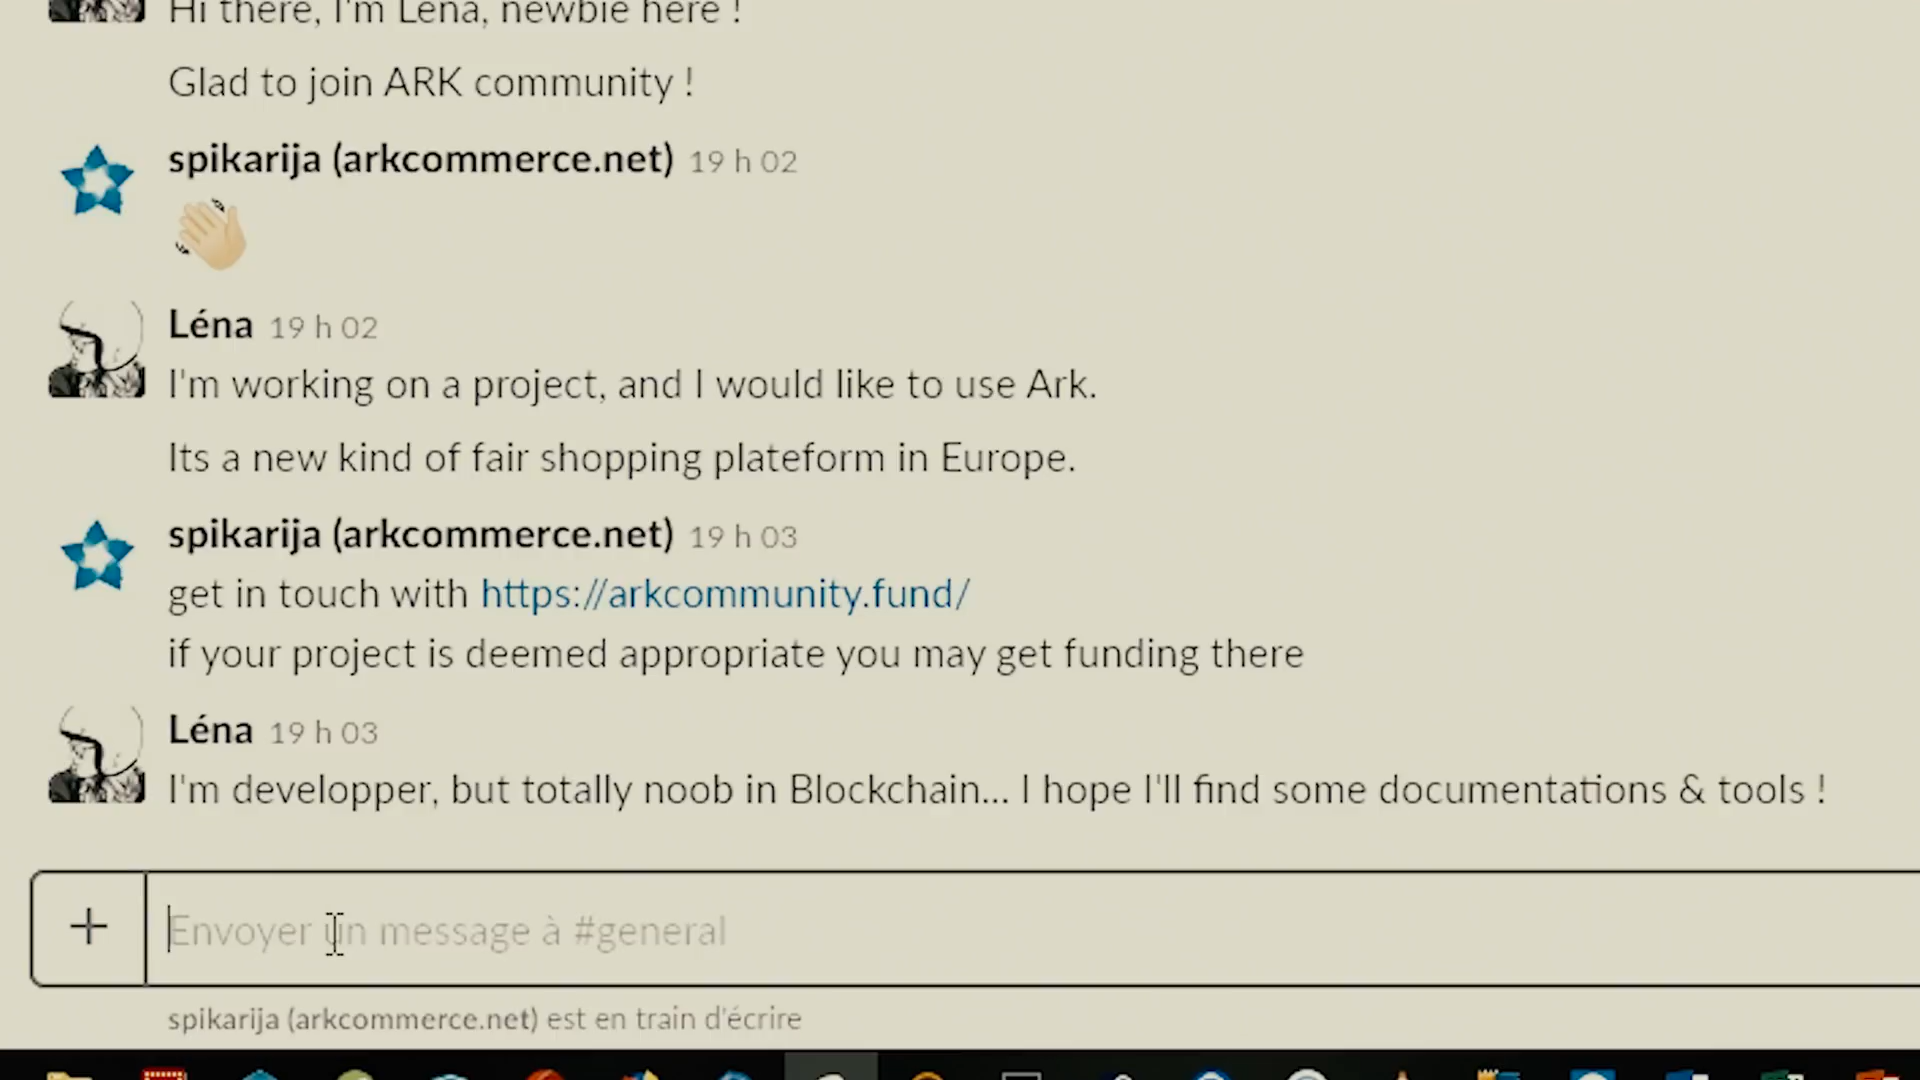 Hi there, I'm Léna, newbie here !
Glad to join ARK community !
spikarija (arkcommerce.net) 19 h 02
Léna 19 h 02
I'm working on a project, and I would like to use Ark.
Its a new kind of fair shopping plateform in Europe.
spikarija (arkcommerce.net) 19 h 03
get in touch with https://arkcommunity.fund/
if your project is deemed appropriate you may get funding there
Léna 19 h 03
I'm developper, but totally noob in Blockchain... I hope I'll find some documentations & tools !
Envoyer un message à #general
spikarija (arkcommerce.net) est en train d'écrire